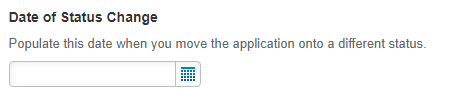 Date of Status Change
Populate this date when you move the application onto a different status.